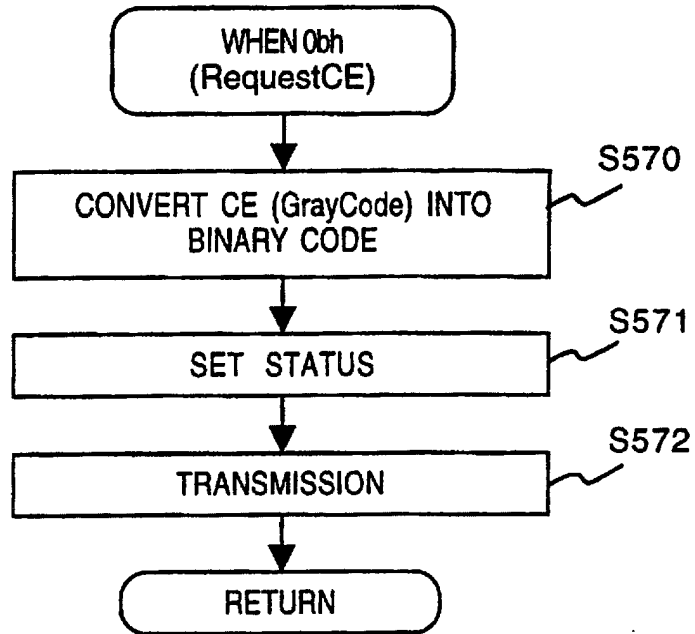 WHEN 0bh
(RequestCE)
S570
CONVERT CE (GrayCode) INTO
BINARY CODE
S571
SET STATUS
S572
TRANSMISSION
RETURN